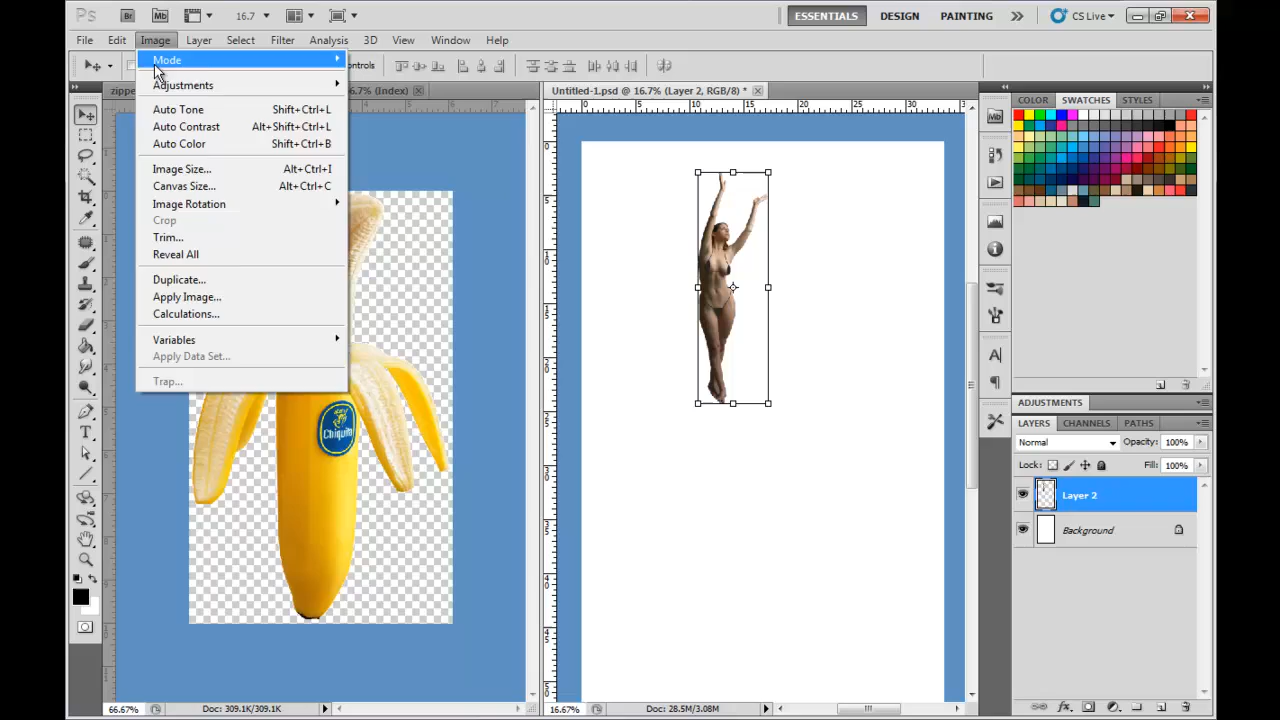 Ps Br Mb 16.7 ESSENTIALS DESIGN PAINTING CS Live
File Edit Image Layer Select Filter Analysis 3D View Window Help
Mode
ontrols
Adjustments
zippe
6.7% (Index)
Untitled-1.psd @ 16.7% (Layer 2, RGB/8) *
COLOR SWATCHES STYLES
Auto Tone Shift+Ctrl+L
Auto Contrast Alt+Shift+Ctrl+L
Auto Color Shift+Ctrl+B
Image Size... Alt+Ctrl+I
Canvas Size... Alt+Ctrl+C
Image Rotation
Crop
Trim...
Reveal All
Duplicate...
Apply Image...
Calculations...
Variables
Apply Data Set...
Trap...
Chiquita
ADJUSTMENTS
LAYERS CHANNELS PATHS
Normal Opacity: 100%
Lock: Fill: 100%
Layer 2
Background
66.67% Doc: 309.1K/309.1K
16.67% Doc: 28.5M/3.08M